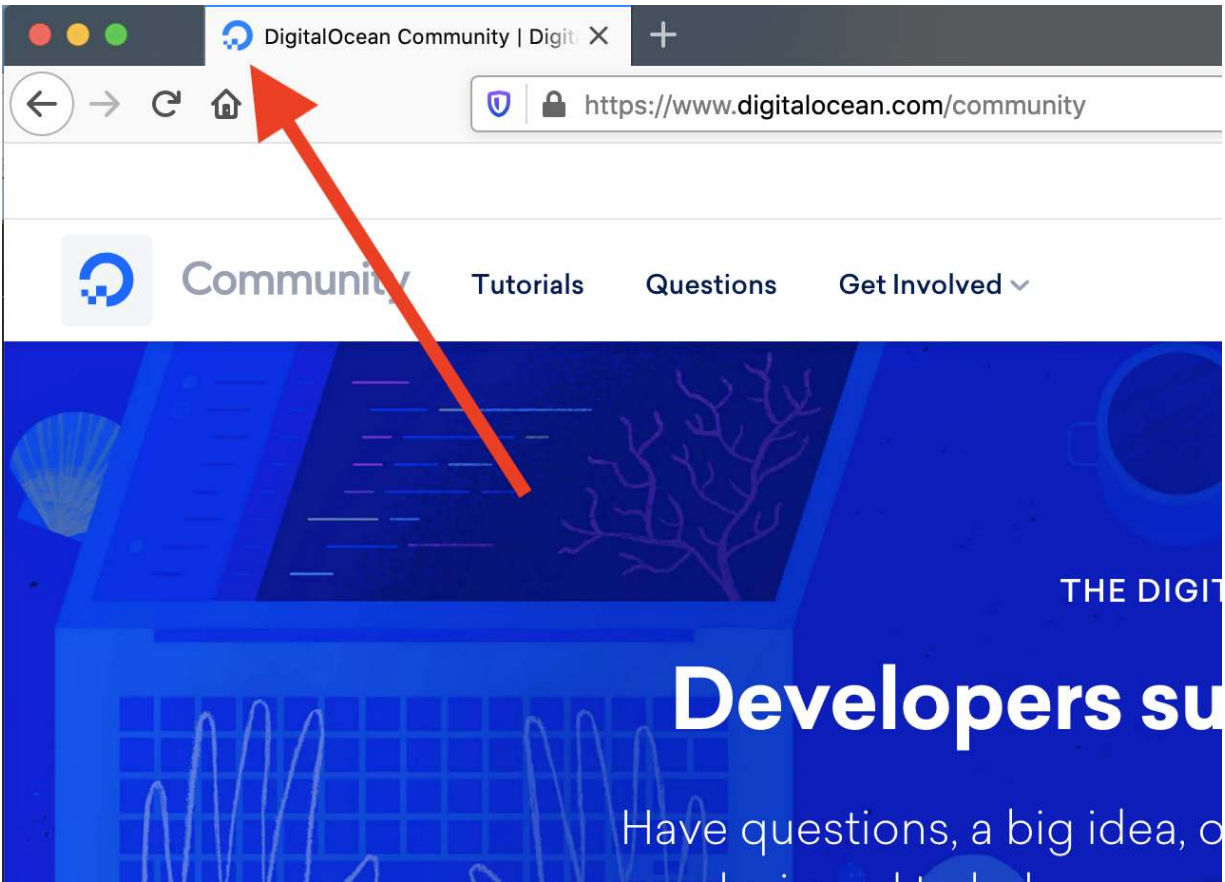 DigitalOcean Community | Digit
https://www.digitalocean.com/community
Community Tutorials Questions Get Involved
THE DIGIT
Developers su
Have questions, a big idea, o